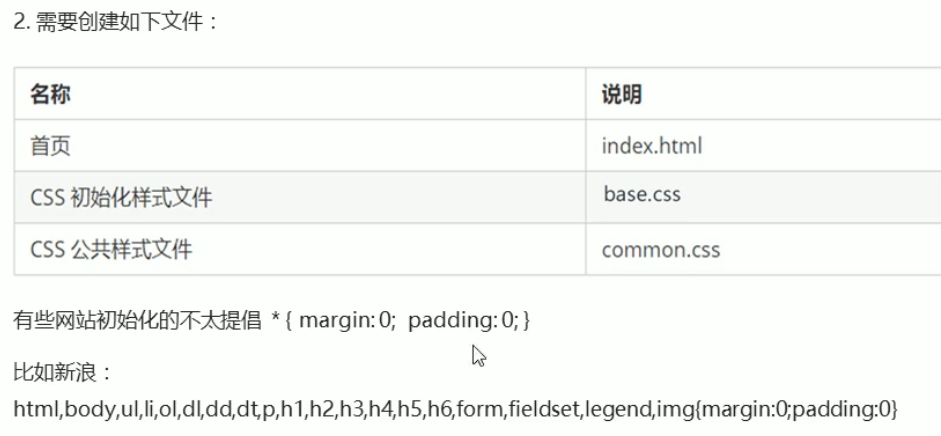 2. 需要创建如下文件：
名称 说明
首页 index.html
CSS 初始化样式文件 base.css
CSS 公共样式文件 common.css
有些网站初始化的不太提倡 * { margin: 0; padding: 0; }
比如新浪：
html,body,ul,li,ol,dl,dd,dt,p,h1,h2,h3,h4,h5,h6,form,fieldset,legend,img{margin:0;padding:0}